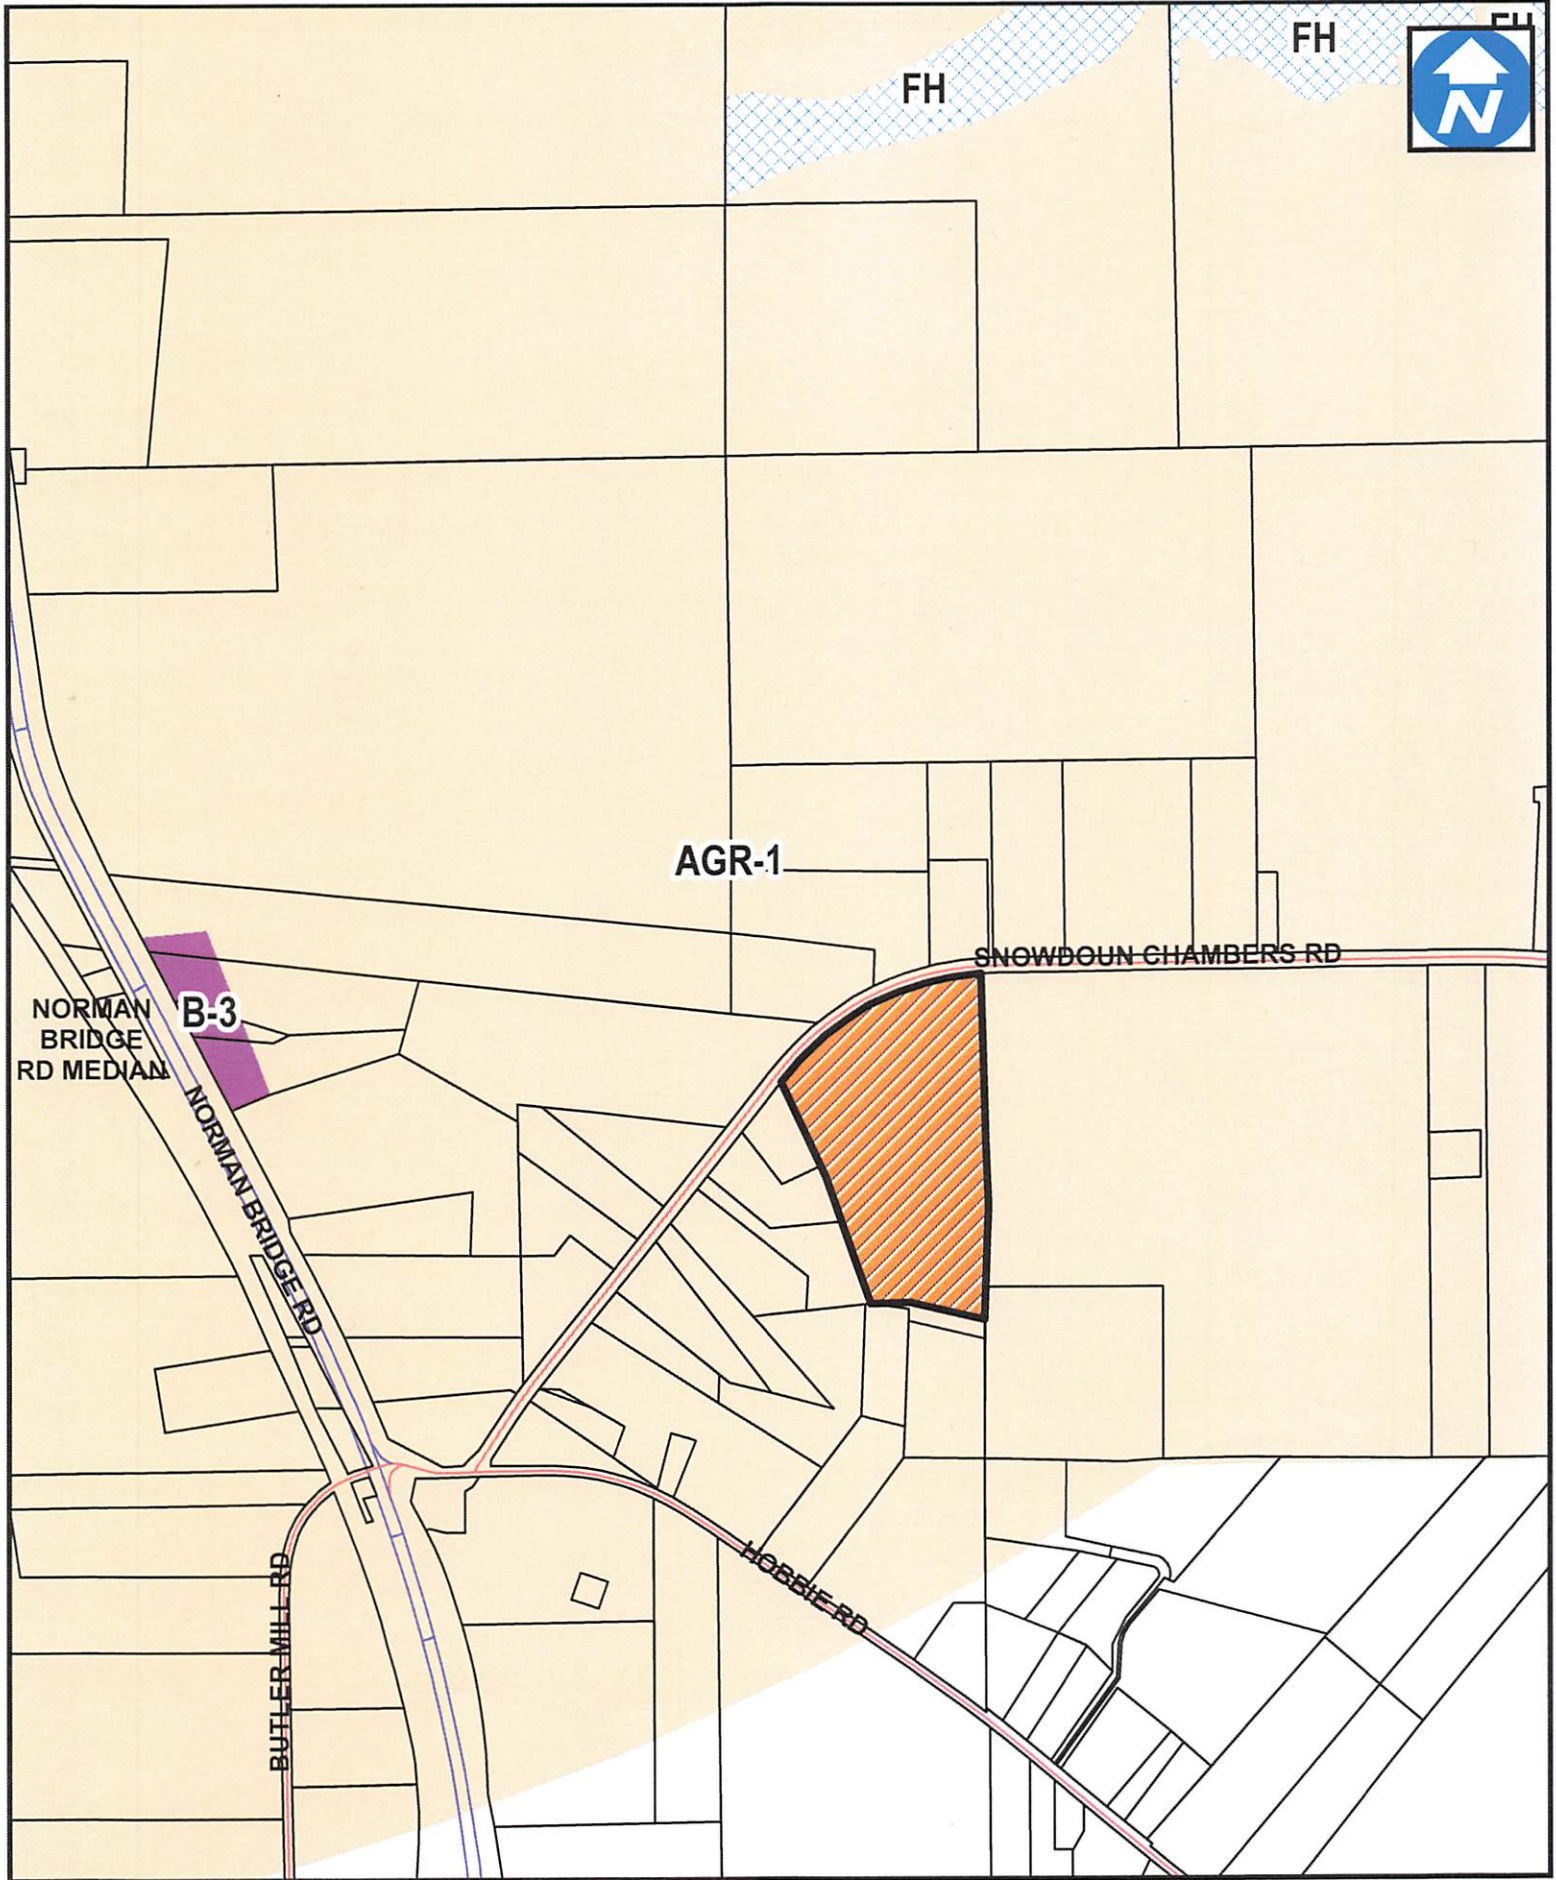 FH
FH
FH
N
AGR-1
SNOWDOUN CHAMBERS RD
B-3
NORMAN
BRIDGE
RD MEDIAN
NORMAN BRIDGE RD
HOBBIE RD
BUTLER MILL RD